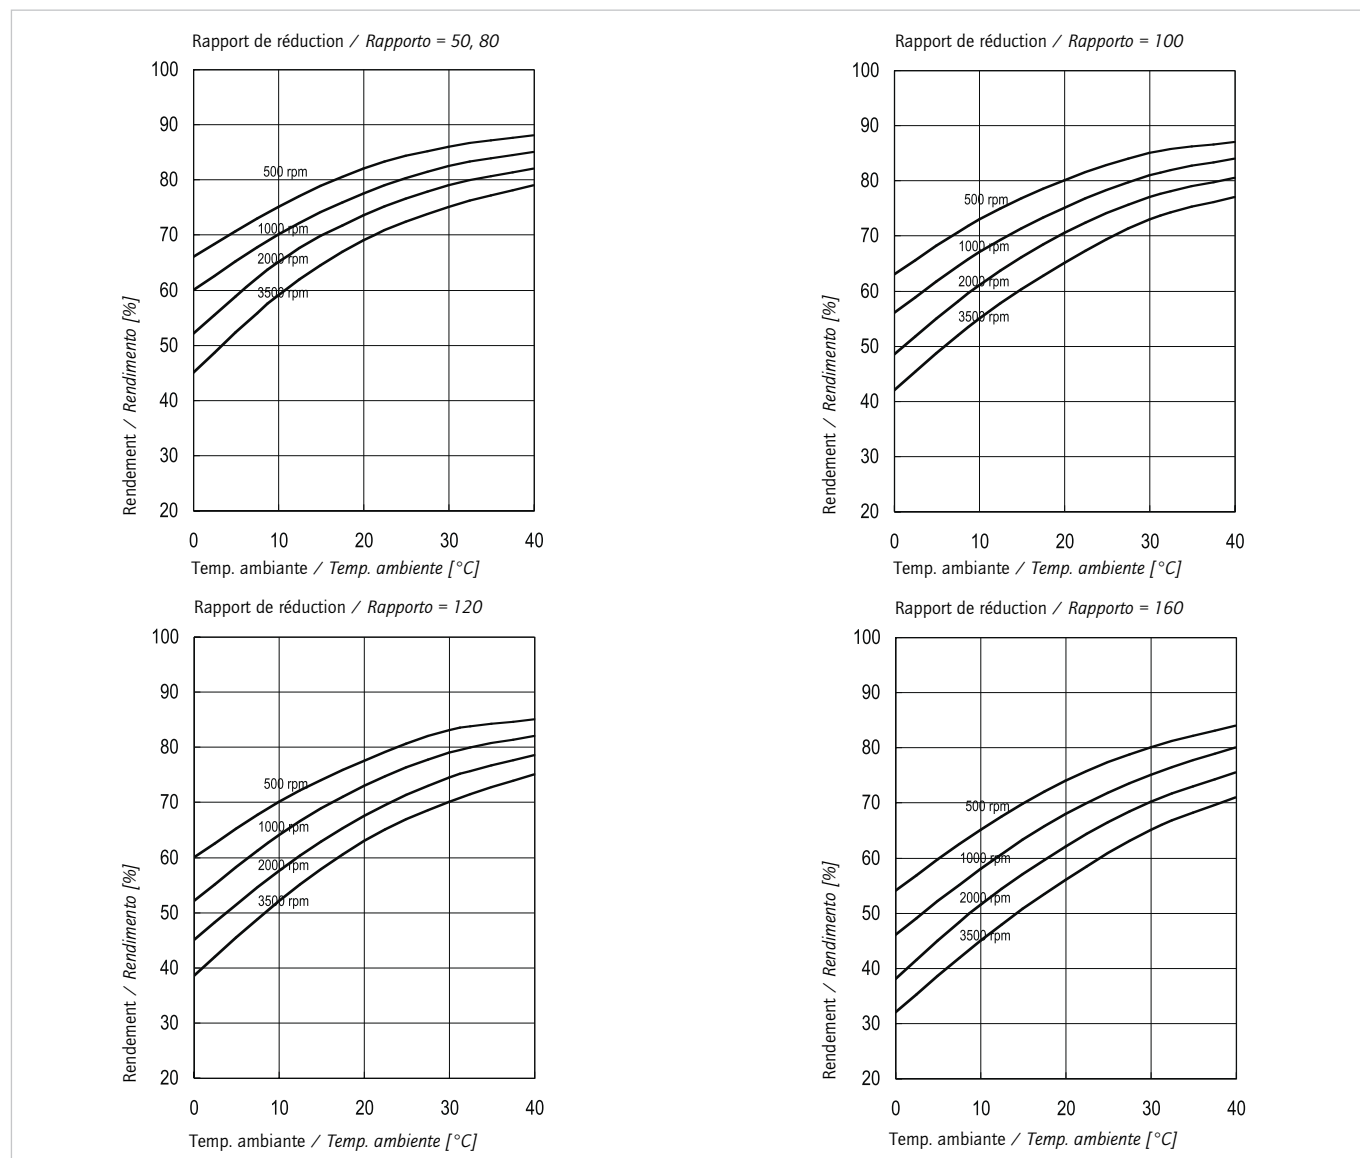 Rapport de réduction / Rapporto = 50, 80
100
90
80
70
60
50
40
30
20
500 rpm
1000 rpm
2000 rpm
3500 rpm
Rendement / Rendimento [%]
0 10 20 30 40
Temp. ambiante / Temp. ambiente [°C]
Rapport de réduction / Rapporto = 100
100
90
80
70
60
50
40
30
20
500 rpm
1000 rpm
2000 rpm
3500 rpm
Rendement / Rendimento [%]
0 10 20 30 40
Temp. ambiante / Temp. ambiente [°C]
Rapport de réduction / Rapporto = 120
100
90
80
70
60
50
40
30
20
500 rpm
1000 rpm
2000 rpm
3500 rpm
Rendement / Rendimento [%]
0 10 20 30 40
Temp. ambiante / Temp. ambiente [°C]
Rapport de réduction / Rapporto = 160
100
90
80
70
60
50
40
30
20
500 rpm
1000 rpm
2000 rpm
3500 rpm
Rendement / Rendimento [%]
0 10 20 30 40
Temp. ambiante / Temp. ambiente [°C]